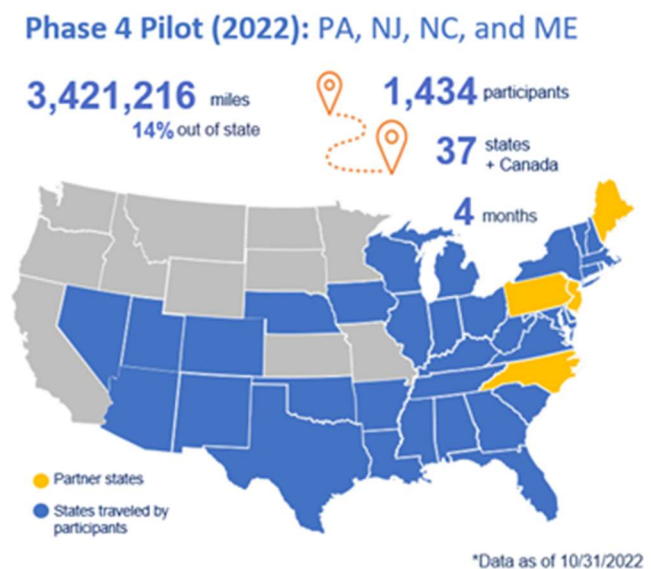 Phase 4 Pilot (2022): PA, NJ, NC, and ME
3,421,216 miles
14% out of state
1,434 participants
37 states
+ Canada
4 months
Partner states
States traveled by
participants
*Data as of 10/31/2022